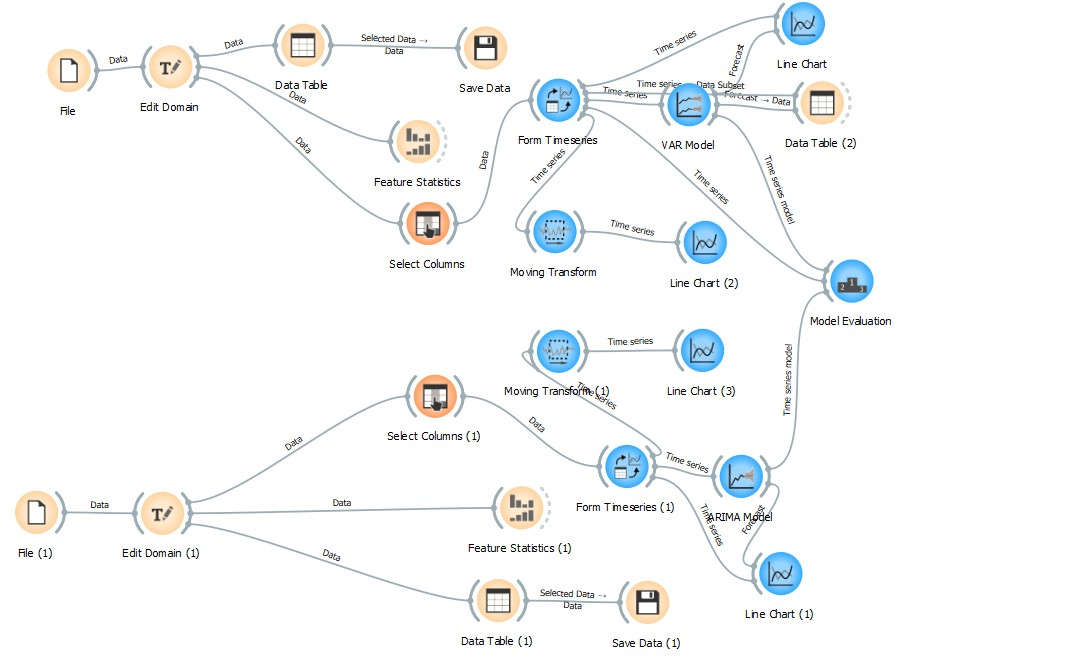 Data
File
Edit Domain
Data
Data Table
Selected Data →
Data
Save Data
Data
Feature Statistics
Data
Select Columns
Data
Form Timeseries
Time series
Line Chart
Time series
Data Subset
Time series
VAR Model
Forecast
Forecast → Data
Data Table (2)
Time series
Moving Transform
Time series
Line Chart (2)
Time series
Time series model
Model Evaluation
Moving Transform (1)
Time series
Line Chart (3)
Time series
Data
Select Columns (1)
Data
Form Timeseries (1)
Time series
ARIMA Model
Time series model
Time series
Forecast
Line Chart (1)
File (1)
Data
Edit Domain (1)
Data
Feature Statistics (1)
Data
Data Table (1)
Selected Data →
Data
Save Data (1)